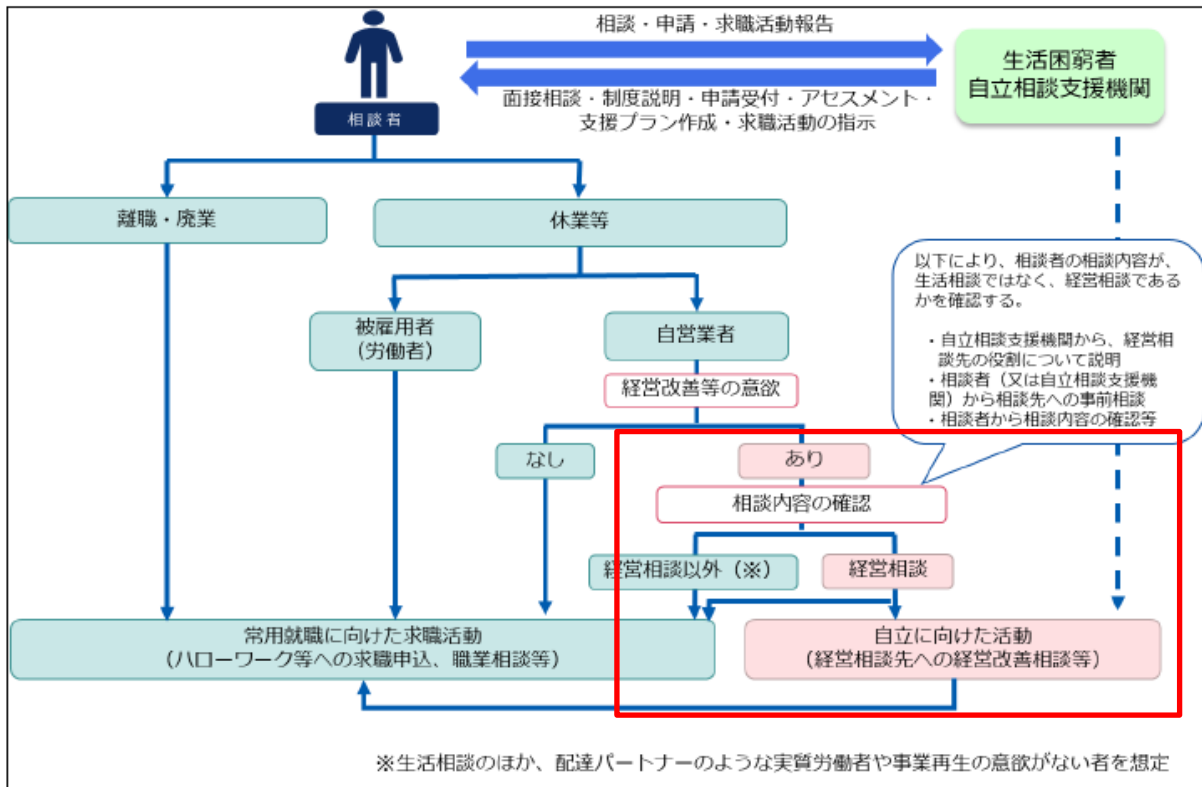 相談・申請・求職活動報告
生活困窮者
自立相談支援機関
面接相談・制度説明・申請受付・アセスメント・
支援プラン作成・求職活動の指示
相談者
離職・廃業
休業等
以下により、相談者の相談内容が、
生活相談ではなく、経営相談である
かを確認する。
・自立相談支援機関から、経営相
談先の役割について説明
・相談者（又は自立相談支援機
関）から相談先への事前相談
・相談者から相談内容の確認等
被雇用者
(労働者)
自営業者
経営改善等の意欲
なし
あり
相談内容の確認
経営相談以外（※）
経営相談
常用就職に向けた求職活動
（ハローワーク等への求職申込、職業相談等）
自立に向けた活動
（経営相談先への経営改善相談等）
※生活相談のほか、配達パートナーのような実質労働者や事業再生の意欲がない者を想定